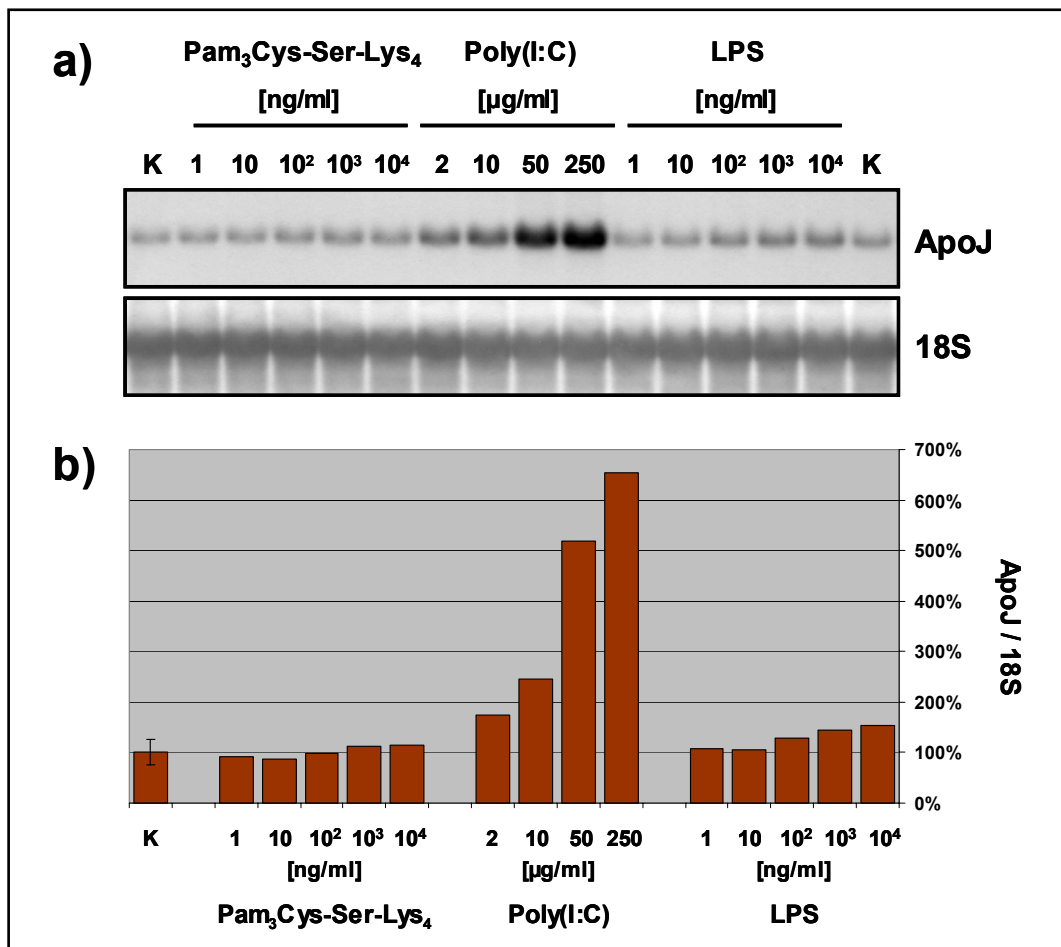 a)
Pam₃Cys-Ser-Lys₄ Poly(I:C) LPS
[ng/ml] [µg/ml] [ng/ml]
K 1 10 10² 10³ 10⁴ 2 10 50 250 1 10 10² 10³ 10⁴ K
ApoJ
18S
b)
700%
600%
500%
400%
300%
200%
100%
0%
ApoJ / 18S
K 1 10 10² 10³ 10⁴ 2 10 50 250 1 10 10² 10³ 10⁴
[ng/ml] [µg/ml] [ng/ml]
Pam₃Cys-Ser-Lys₄ Poly(I:C) LPS